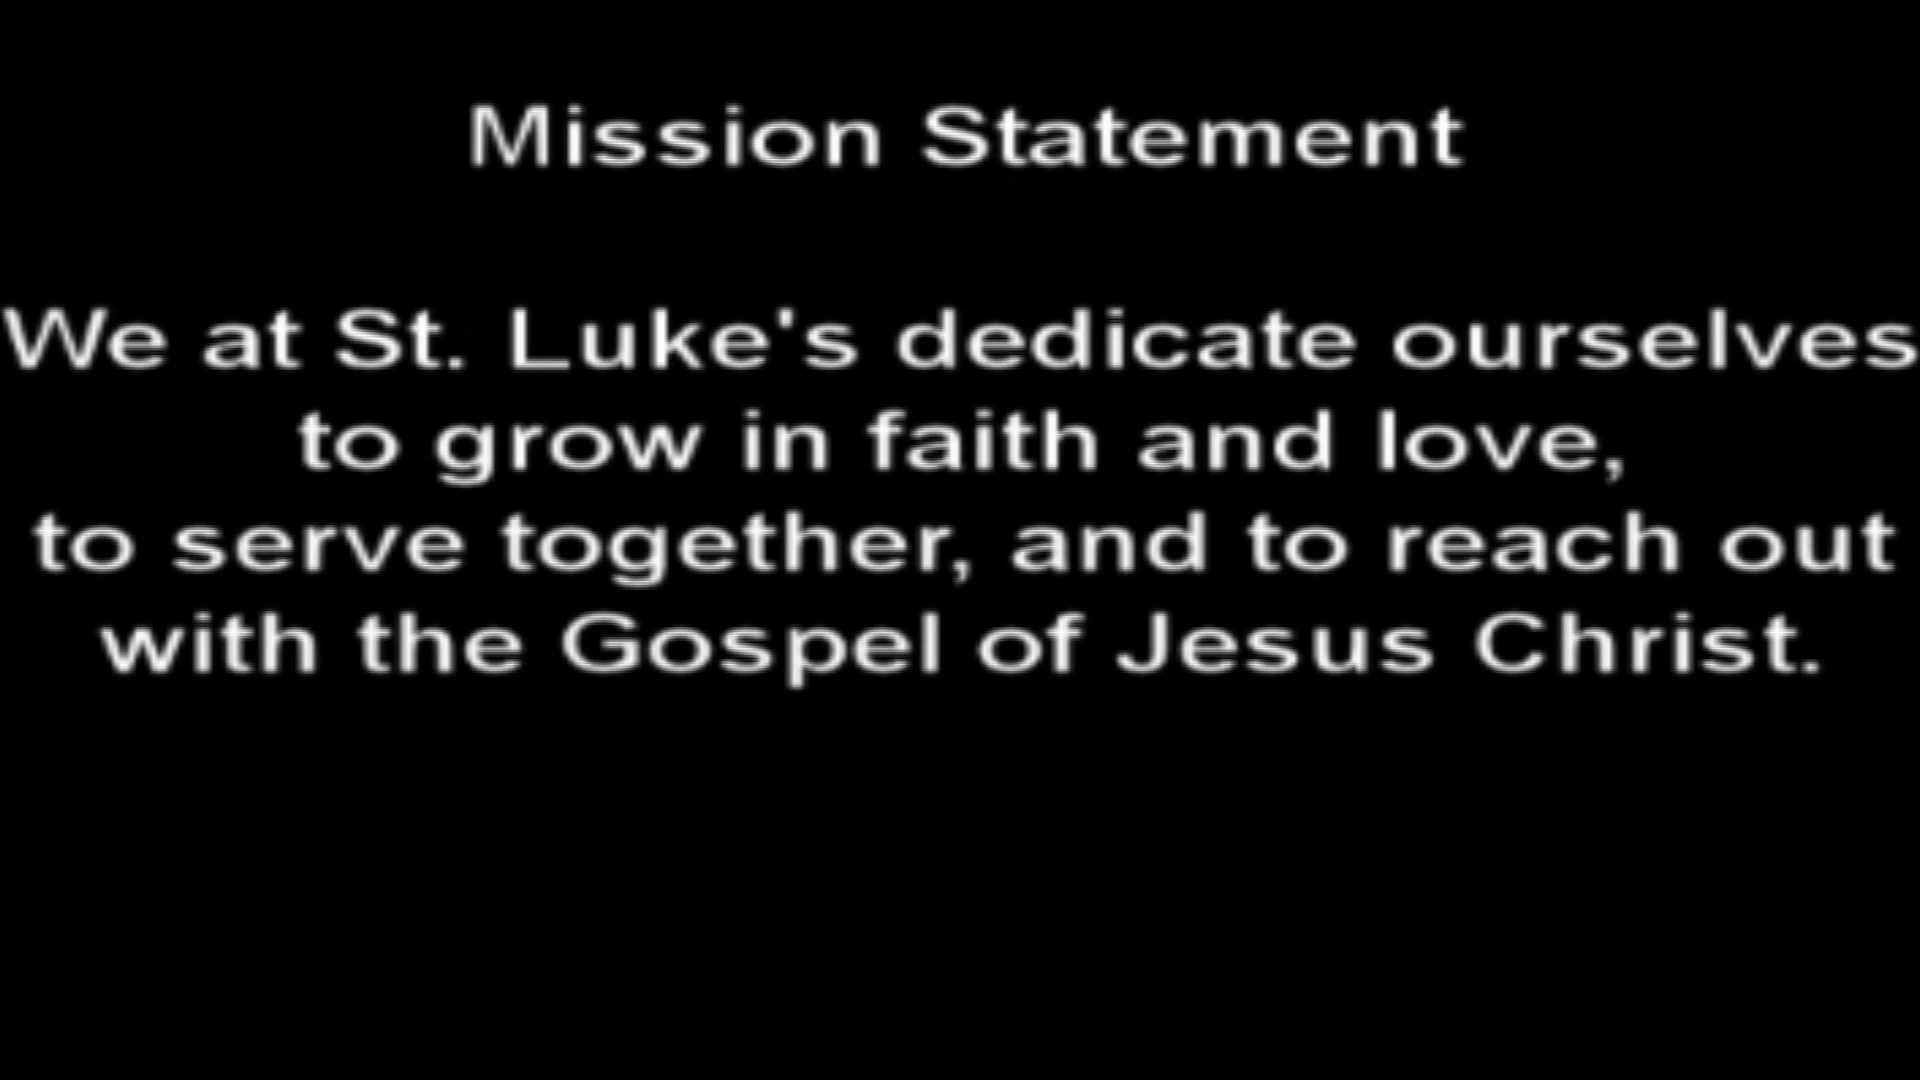 Mission Statement
We at St. Luke's dedicate ourselves
to grow in faith and love,
to serve together, and to reach out
with the Gospel of Jesus Christ.